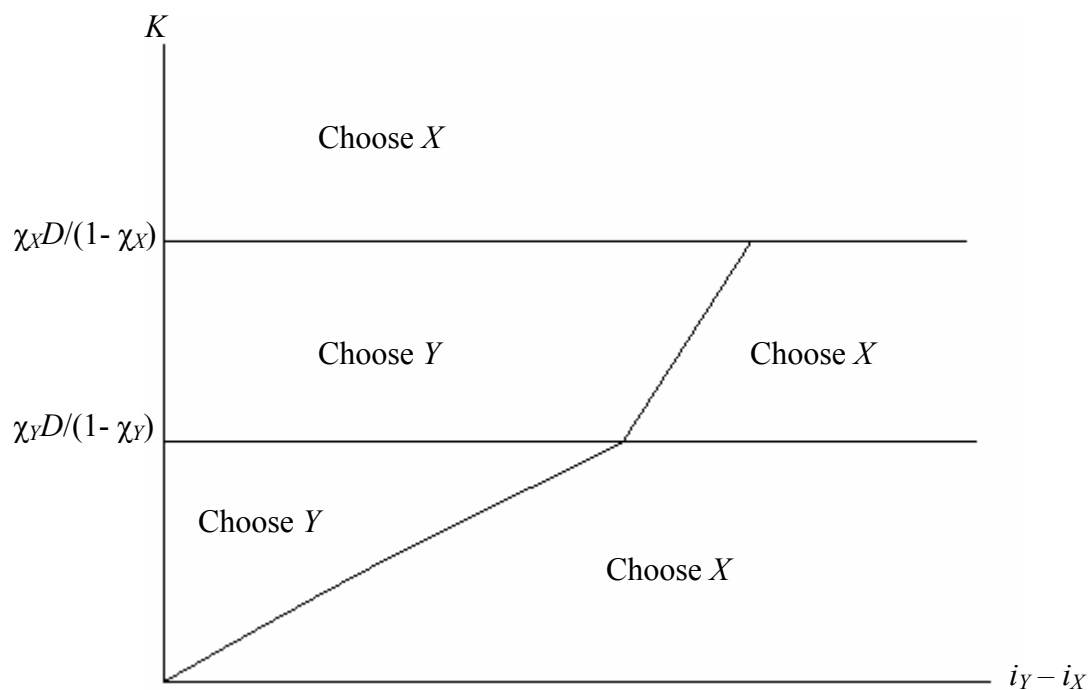 K
Choose X
χXD/(1- χX)
Choose Y
Choose X
χYD/(1- χY)
Choose Y
Choose X
iY – iX